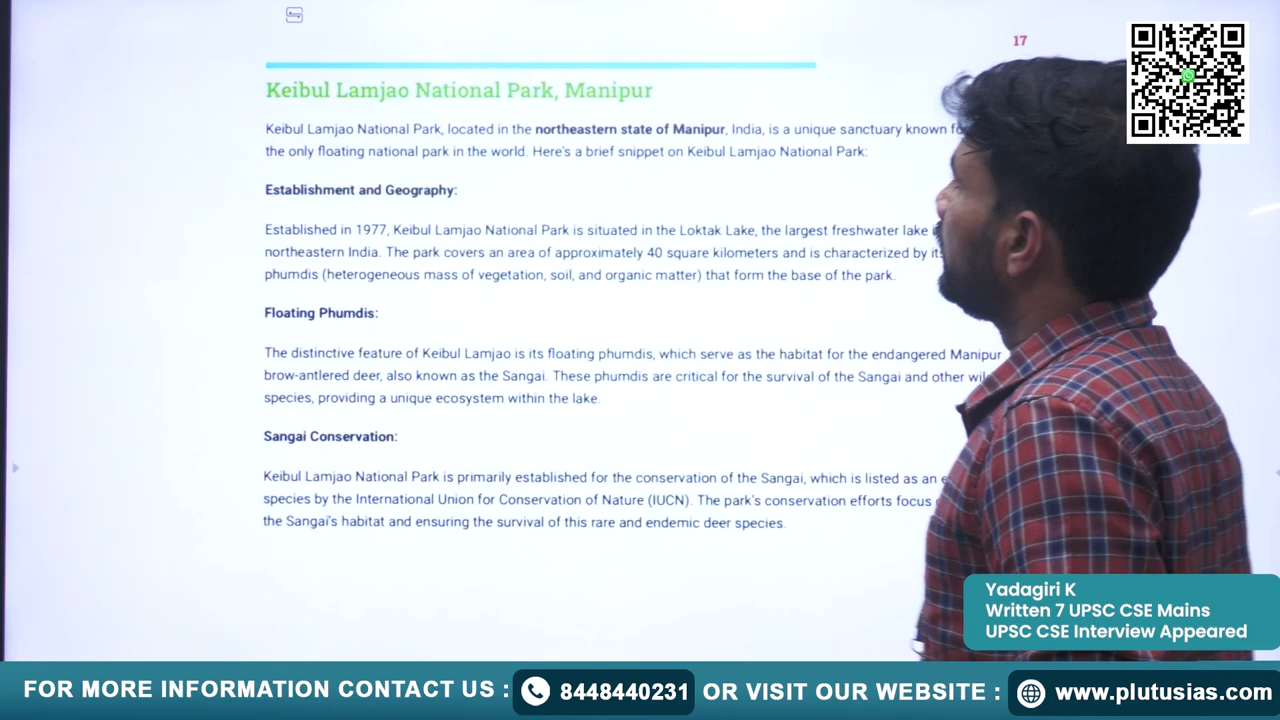 17
Keibul Lamjao National Park, Manipur
Keibul Lamjao National Park, located in the northeastern state of Manipur, India, is a unique sanctuary known
the only floating national park in the world. Here's a brief snippet on Keibul Lamjao National Park:
Establishment and Geography:
Established in 1977, Keibul Lamjao National Park is situated in the Loktak Lake, the largest freshwater lake
northeastern India. The park covers an area of approximately 40 square kilometers and is characterized by
phumdis (heterogeneous mass of vegetation, soil, and organic matter) that form the base of the park.
Floating Phumdis:
The distinctive feature of Keibul Lamjao is its floating phumdis, which serve as the habitat for the endangered Manipur
brow-antlered deer, also known as the Sangai. These phumdis are critical for the survival of the Sangai and other
species, providing a unique ecosystem within the lake.
Sangai Conservation:
Keibul Lamjao National Park is primarily established for the conservation of the Sangai, which is listed as an
species by the International Union for Conservation of Nature (IUCN). The park's conservation efforts focus
the Sangai's habitat and ensuring the survival of this rare and endemic deer species.
Yadagiri K
Written 7 UPSC CSE Mains
UPSC CSE Interview Appeared
FOR MORE INFORMATION CONTACT US : 8448440231 OR VISIT OUR WEBSITE : www.plutusias.com